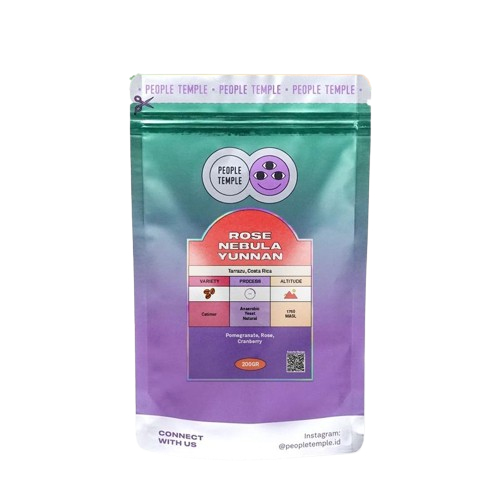 PEOPLE TEMPLE • PEOPLE TEMPLE • PEOPLE TEMPLE
PEOPLE
TEMPLE
ROSE
NEBULA
YUNNAN
Tarrazu, Costa Rica
VARIETY PROCESS ALTITUDE
Catimor
Anaerobic
Yeast
Natural
1700
MASL
Pomegranate, Rose,
Cranberry
200GR
CONNECT
WITH US
Instagram:
@peopletemple.id